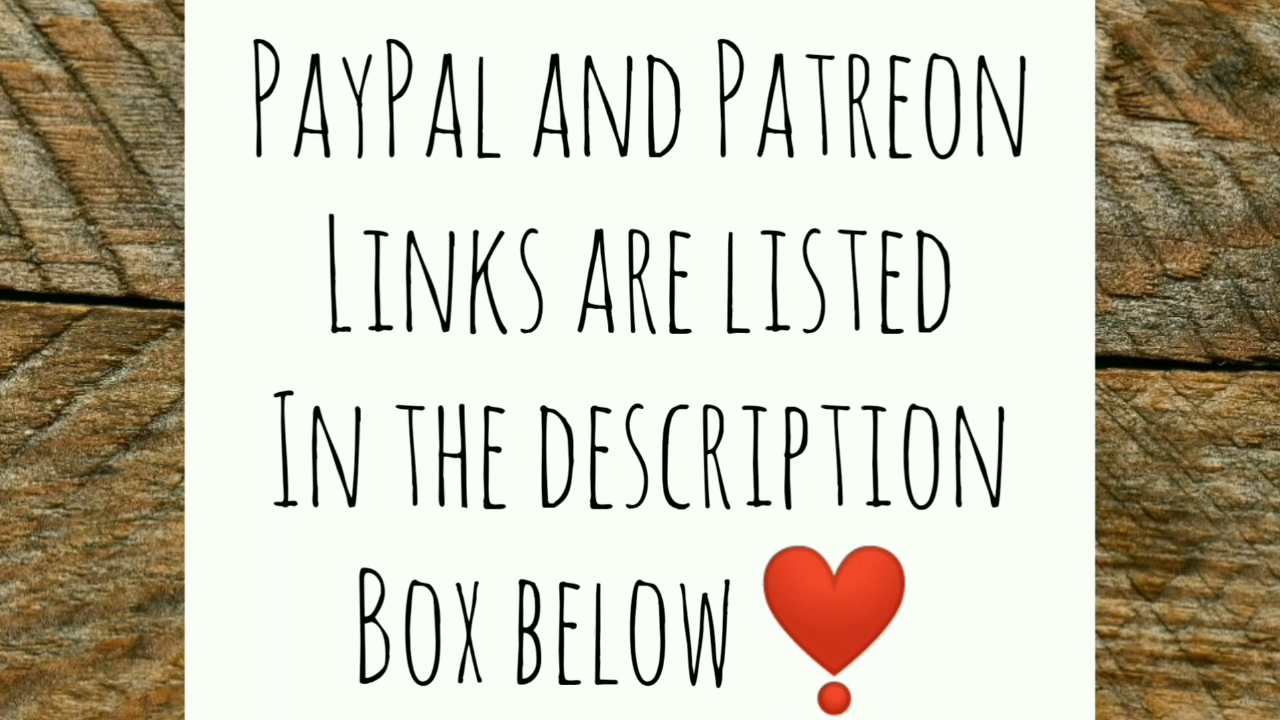 PayPal and Patreon
Links are listed
In the description
Box below ❣️